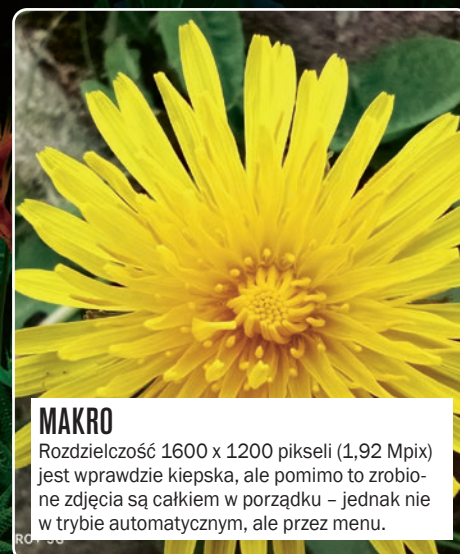 MAKRO
Rozdzielczość 1600 x 1200 pikseli (1,92 Mpix)
jest wprawdzie kiepska, ale pomimo to zrobio-
ne zdjęcia są całkiem w porządku – jednak nie
w trybie automatycznym, ale przez menu.